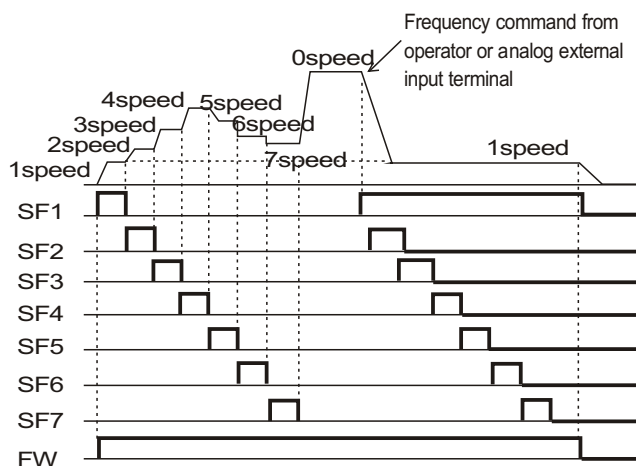 Frequency command from
operator or analog external
input terminal
0speed
4speed
5speed
3speed
6speed
2speed
7speed
1speed
1speed
SF1
SF2
SF3
SF4
SF5
SF6
SF7
FW